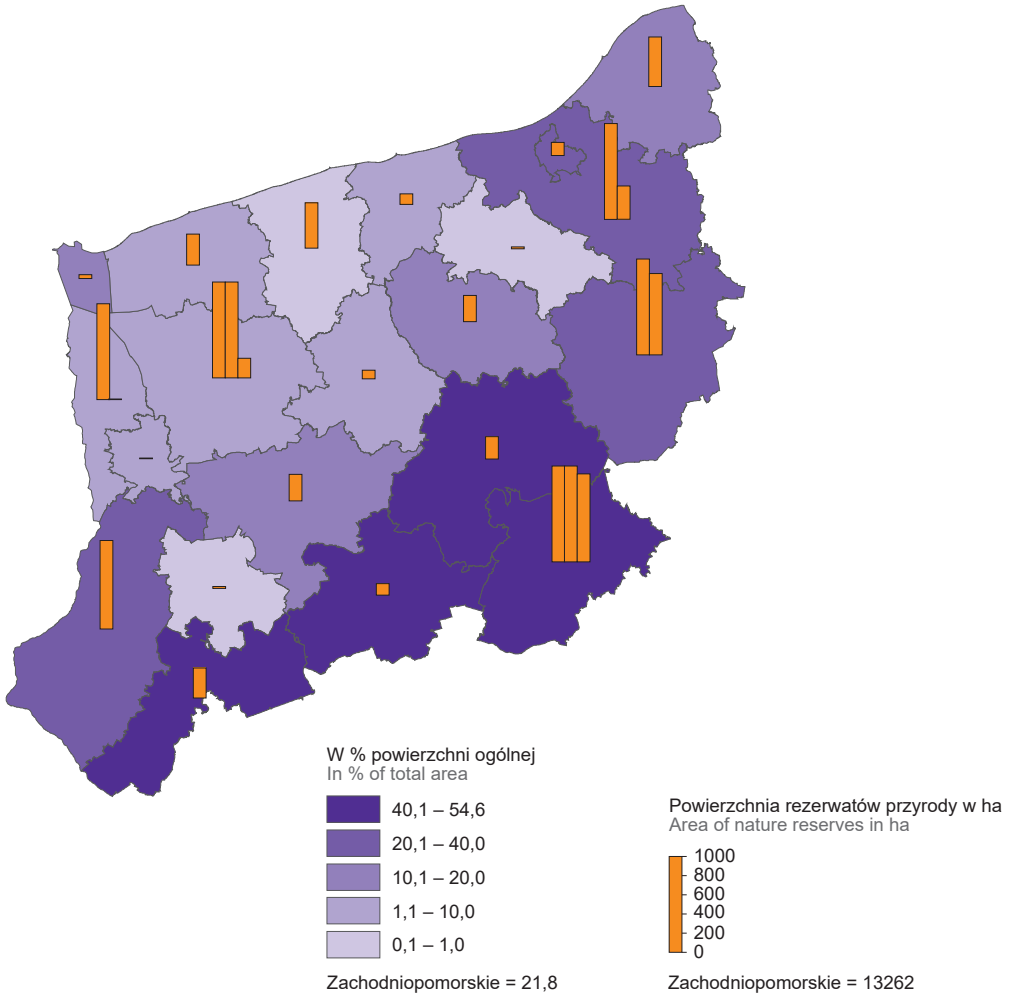 W % powierzchni ogólnej
In % of total area
40,1 – 54,6
20,1 – 40,0
10,1 – 20,0
1,1 – 10,0
0,1 – 1,0
Zachodniopomorskie = 21,8
Powierzchnia rezerwatów przyrody w ha
Area of nature reserves in ha
1000
800
600
400
200
0
Zachodniopomorskie = 13262